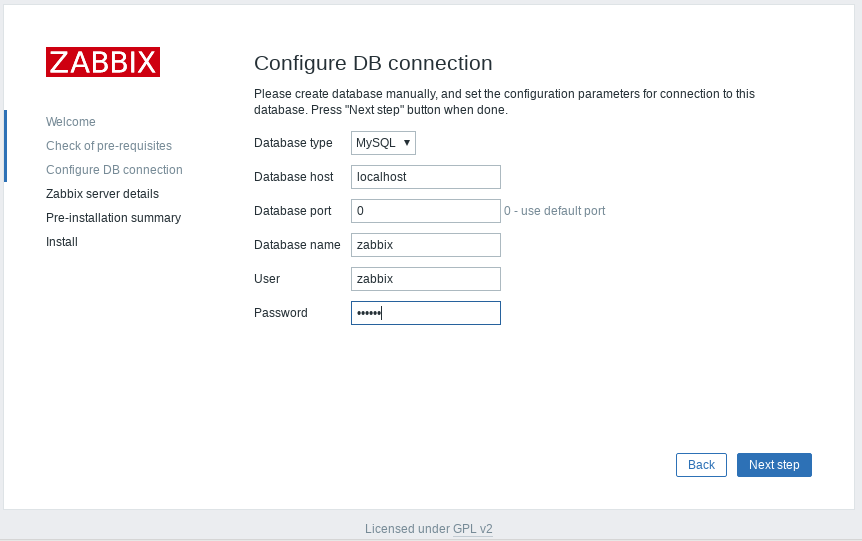 ZABBIX
Welcome
Check of pre-requisites
Configure DB connection
Zabbix server details
Pre-installation summary
Install
Configure DB connection
Please create database manually, and set the configuration parameters for connection to this
database. Press "Next step" button when done.
Database type MySQL ▼
Database host localhost
Database port 0 0 - use default port
Database name zabbix
User zabbix
Password ••••••
Back Next step
Licensed under GPL v2